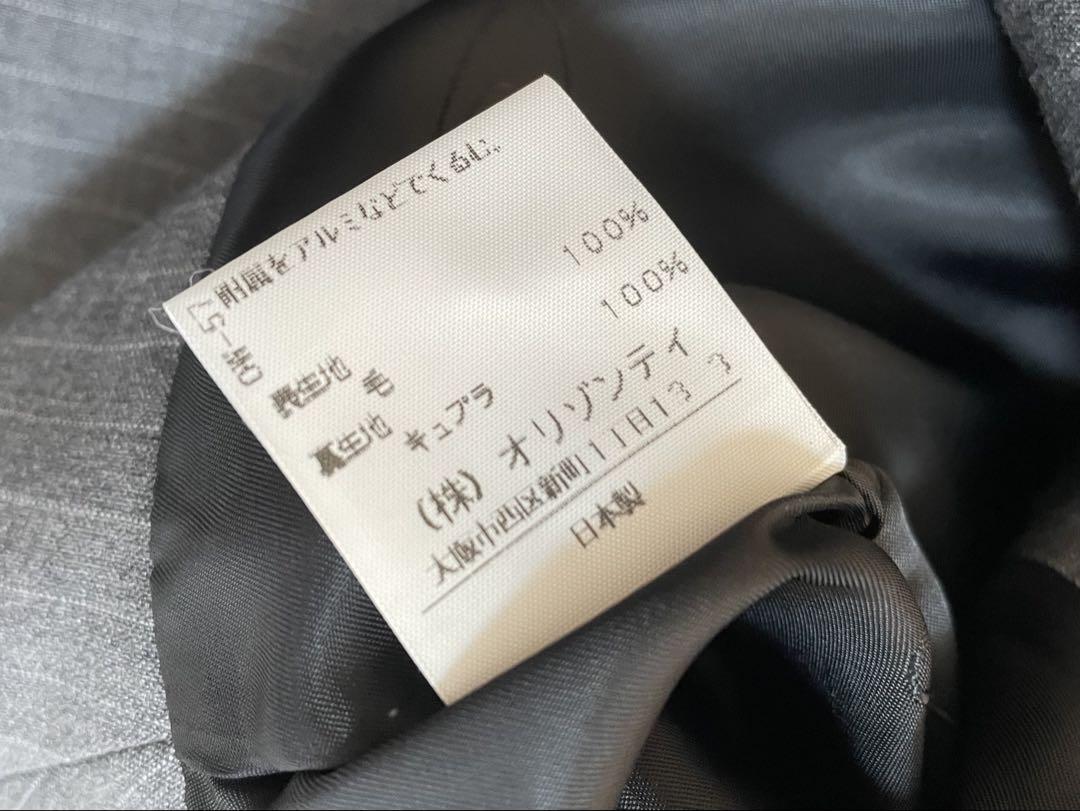 附属をアルミなどでくるむ。
表生地
毛 100%
裏生地
キュプラ 100%
(株) オリゾンティ
大阪市西区新町1丁目13 3
日本製